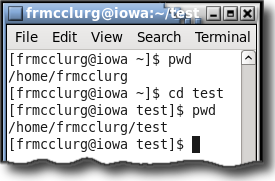 frmcclurg@iowa:~/test
File Edit View Search Terminal
[frmcclurg@iowa ~]$ pwd
/home/frmcclurg
[frmcclurg@iowa ~]$ cd test
[frmcclurg@iowa test]$ pwd
/home/frmcclurg/test
[frmcclurg@iowa test]$